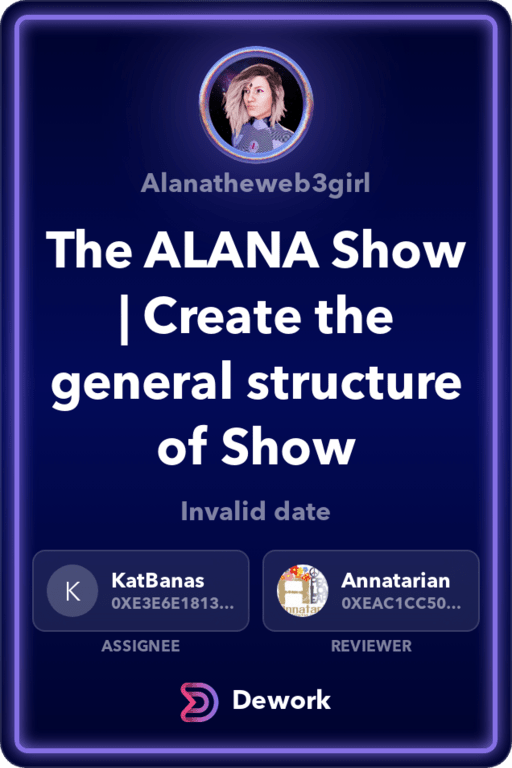 Alanatheweb3girl
The ALANA Show
| Create the
general structure
of Show
Invalid date
K
KatBanas
0XE3E6E1813...
Annatarian
0XEAC1CC50...
ASSIGNEE
REVIEWER
Dework